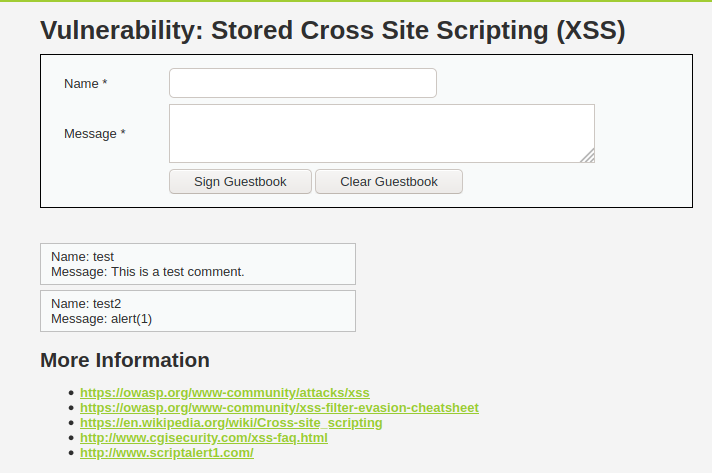 Vulnerability: Stored Cross Site Scripting (XSS)
Name *
Message *
Sign Guestbook Clear Guestbook
Name: test
Message: This is a test comment.
Name: test2
Message: alert(1)
More Information
https://owasp.org/www-community/attacks/xss
https://owasp.org/www-community/xss-filter-evasion-cheatsheet
https://en.wikipedia.org/wiki/Cross-site_scripting
http://www.cgisecurity.com/xss-faq.html
http://www.scriptalert1.com/